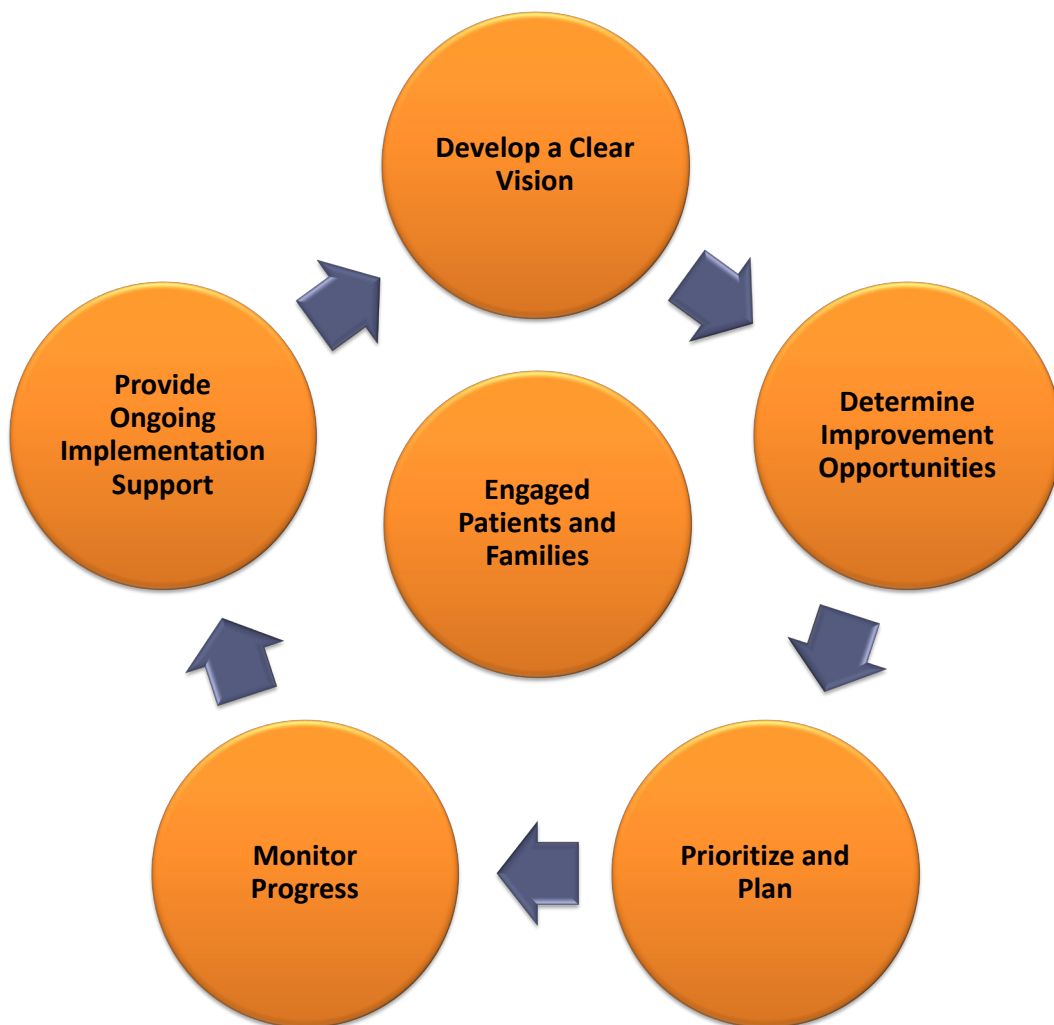 Develop a Clear
Vision
Determine
Improvement
Opportunities
Prioritize and
Plan
Monitor
Progress
Provide
Ongoing
Implementation
Support
Engaged
Patients and
Families